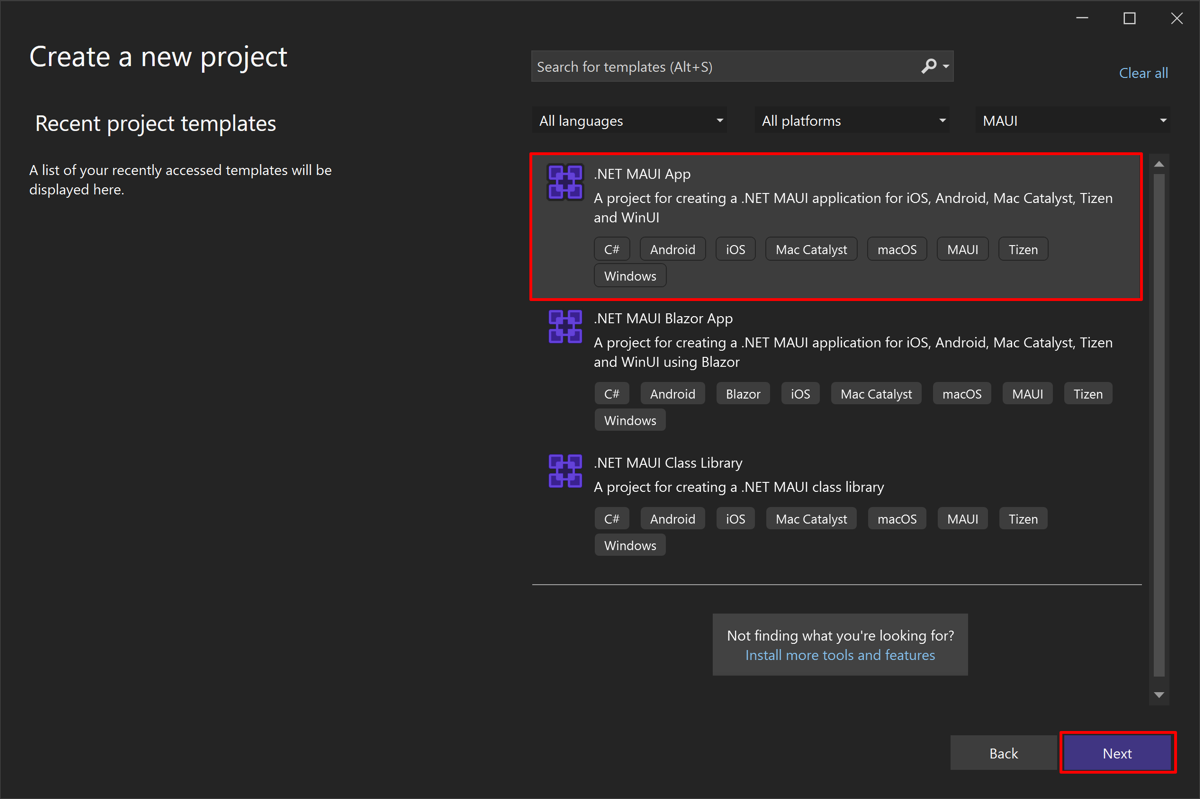 Create a new project
Recent project templates
A list of your recently accessed templates will be
displayed here.
Search for templates (Alt+S)
Clear all
All languages
All platforms
MAUI
.NET MAUI App
A project for creating a .NET MAUI application for iOS, Android, Mac Catalyst, Tizen
and WinUI
C# Android iOS Mac Catalyst macOS MAUI Tizen
Windows
.NET MAUI Blazor App
A project for creating a .NET MAUI application for iOS, Android, Mac Catalyst, Tizen
and WinUI using Blazor
C# Android Blazor iOS Mac Catalyst macOS MAUI Tizen
Windows
.NET MAUI Class Library
A project for creating a .NET MAUI class library
C# Android iOS Mac Catalyst macOS MAUI Tizen
Windows
Not finding what you're looking for?
Install more tools and features
Back
Next